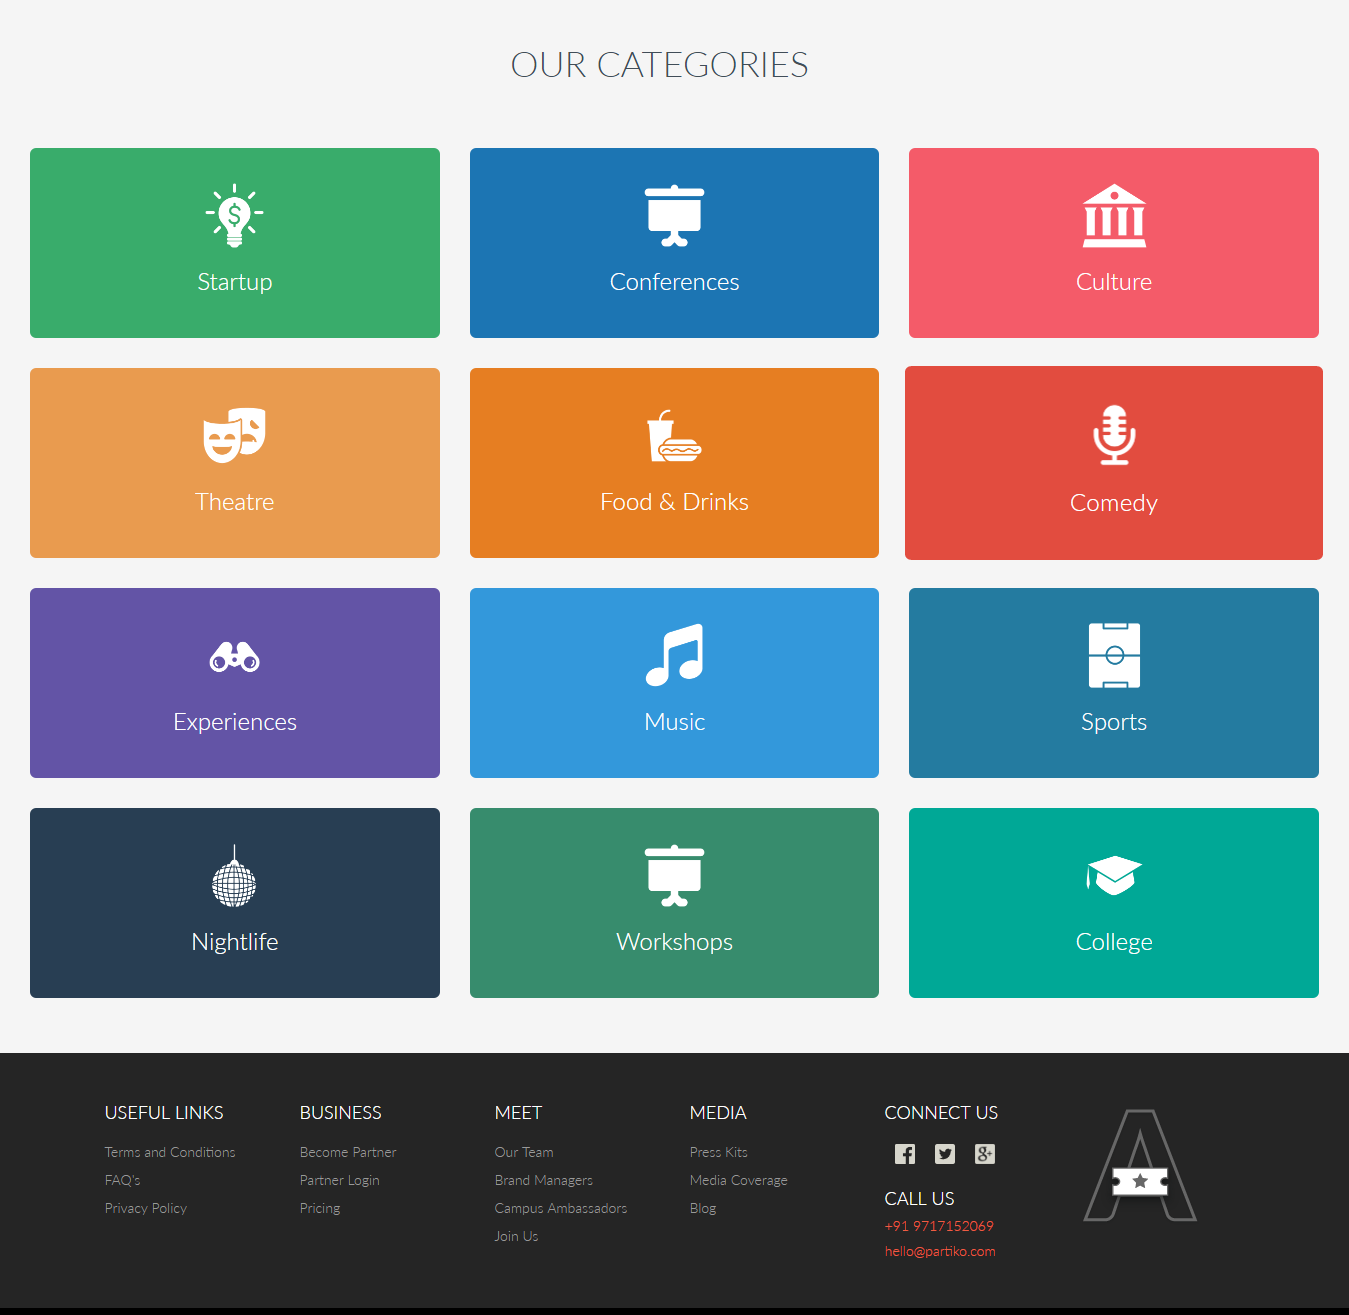 OUR CATEGORIES
Startup
Conferences
Culture
Theatre
Food & Drinks
Comedy
Experiences
Music
Sports
Nightlife
Workshops
College
USEFUL LINKS
Terms and Conditions
FAQ's
Privacy Policy
BUSINESS
Become Partner
Partner Login
Pricing
MEET
Our Team
Brand Managers
Campus Ambassadors
Join Us
MEDIA
Press Kits
Media Coverage
Blog
CONNECT US
CALL US
+91 9717152069
hello@partiko.com